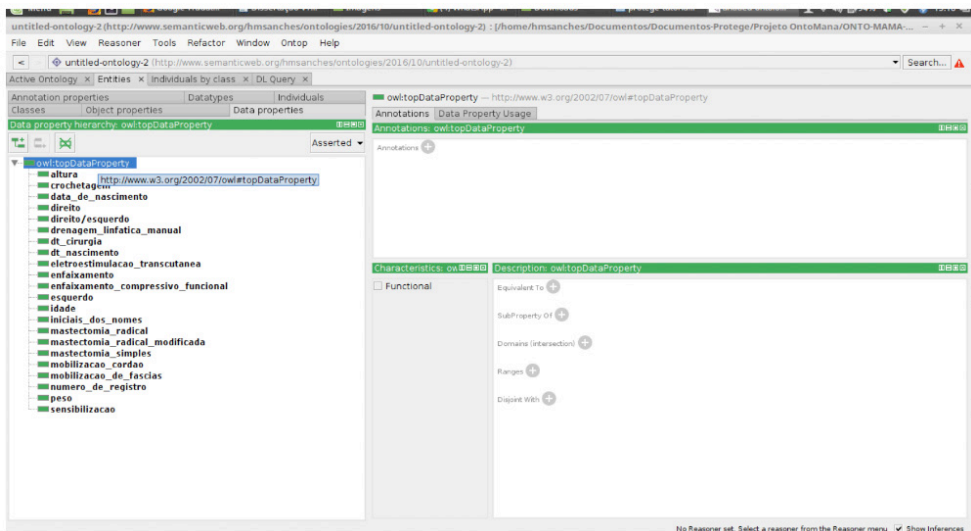 untitled-ontology-2 (http://www.semanticweb.org/hmsanches/ontologies/2016/10/untitled-ontology-2) : [/home/hmsanches/Documentos/Documentos-Protege/Projeto OntoMana/ONTO-MAMA-...
File Edit View Reasoner Tools Refactor Window Ontop Help
< untitled-ontology-2 (http://www.semanticweb.org/hmsanches/ontologies/2016/10/untitled-ontology-2) Search...
Active Ontology × Entities × Individuals by class × DL Query ×
Annotation properties Datatypes Individuals
Classes Object properties Data properties
Data property hierarchy: owl:topDataProperty
Asserted
owl:topDataProperty
altura
http://www.w3.org/2002/07/owl#topDataProperty
crochetagem
data_de_nascimento
direito
direito/esquerdo
drenagem_linfatica_manual
dt_cirurgia
dt_nascimento
eletroestimulacao_transcutanea
enfaixamento
enfaixamento_compressivo_funcional
esquerdo
idade
iniciais_dos_nomes
mastectomia_radical
mastectomia_radical_modificada
mastectomia_simples
mobilizacao_cordao
mobilizacao_de_fascias
numero_de_registro
peso
sensibilizacao
owl:topDataProperty — http://www.w3.org/2002/07/owl#topDataProperty
Annotations Data Property Usage
Annotations: owl:topDataProperty
Annotations
Characteristics: ow
Functional
Description: owl:topDataProperty
Equivalent To
SubProperty Of
Domains (intersection)
Ranges
Disjoint With
No Reasoner set. Select a reasoner from the Reasoner menu Show Inferences